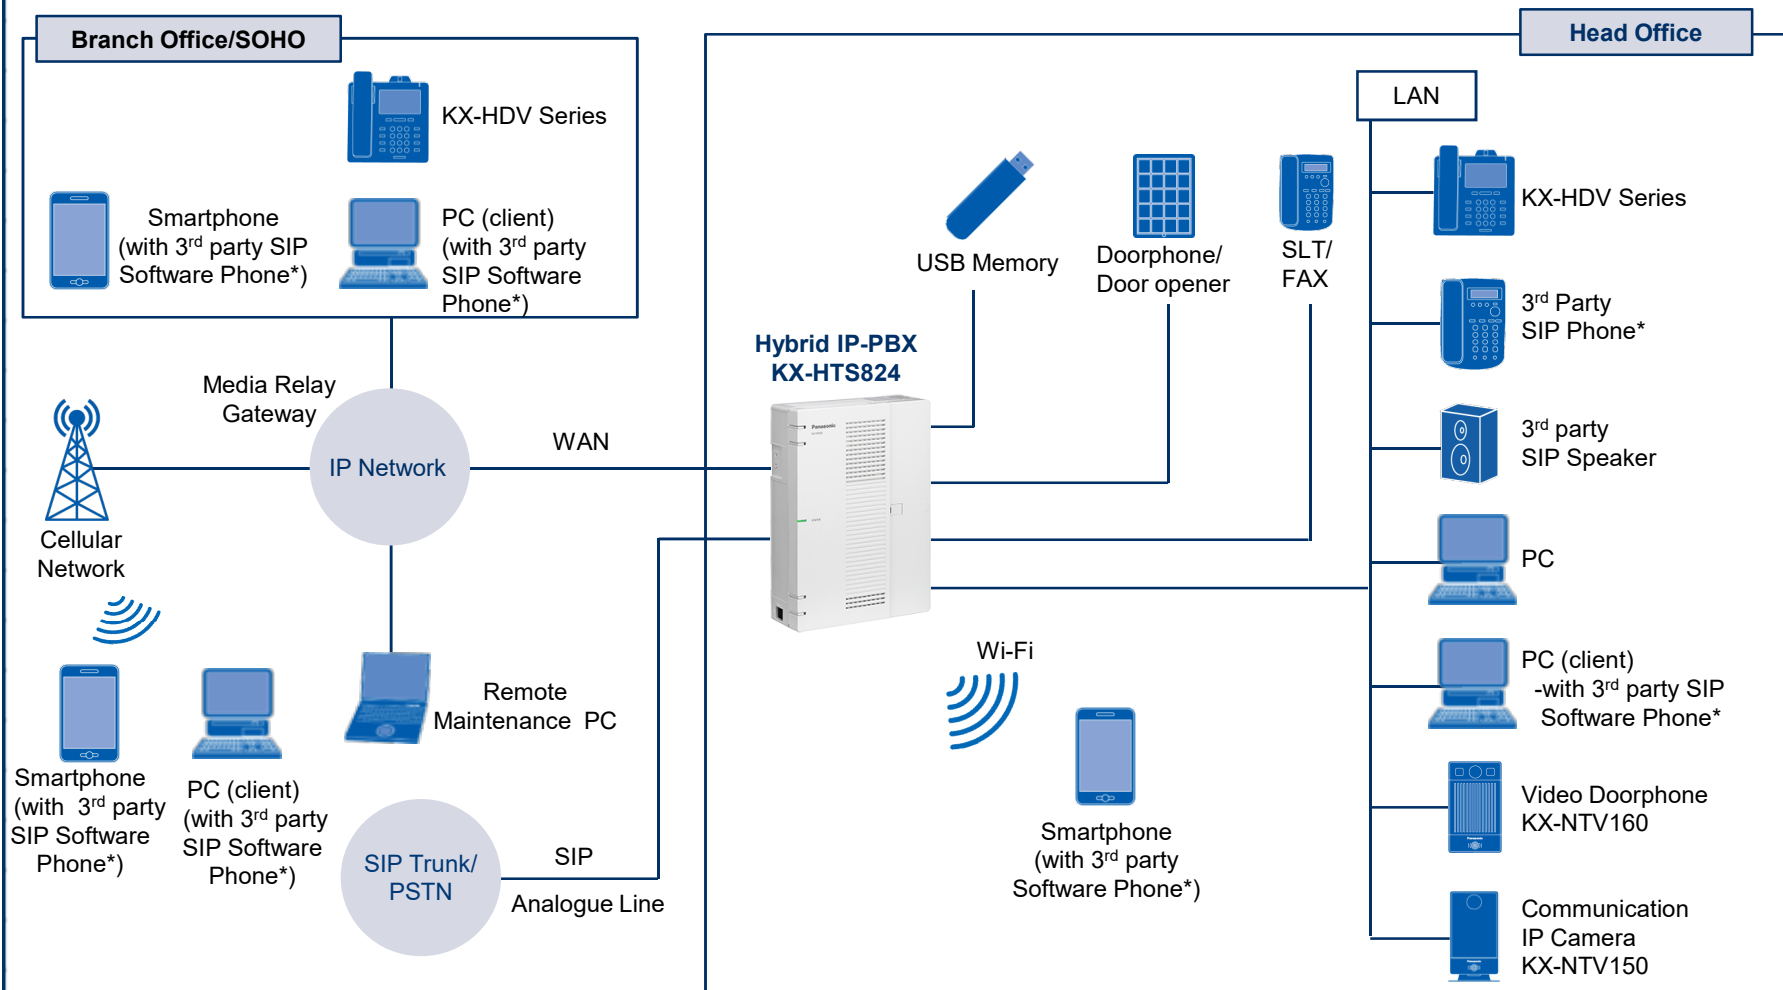 Branch Office/SOHO
KX-HDV Series
Smartphone
(with 3rd party SIP
Software Phone*)
PC (client)
(with 3rd party
SIP Software
Phone*)
Media Relay
Gateway
IP Network
WAN
Cellular
Network
Remote
Maintenance PC
Smartphone
(with 3rd party
SIP Software
Phone*)
PC (client)
(with 3rd party
SIP Software
Phone*)
SIP Trunk/
PSTN
SIP
Analogue Line
Head Office
LAN
USB Memory
Doorphone/
Door opener
SLT/
FAX
Hybrid IP-PBX
KX-HTS824
Panasonic
Wi-Fi
Smartphone
(with 3rd party
Software Phone*)
KX-HDV Series
3rd Party
SIP Phone*
3rd party
SIP Speaker
PC
PC (client)
-with 3rd party SIP
Software Phone*
Video Doorphone
KX-NTV160
Communication
IP Camera
KX-NTV150